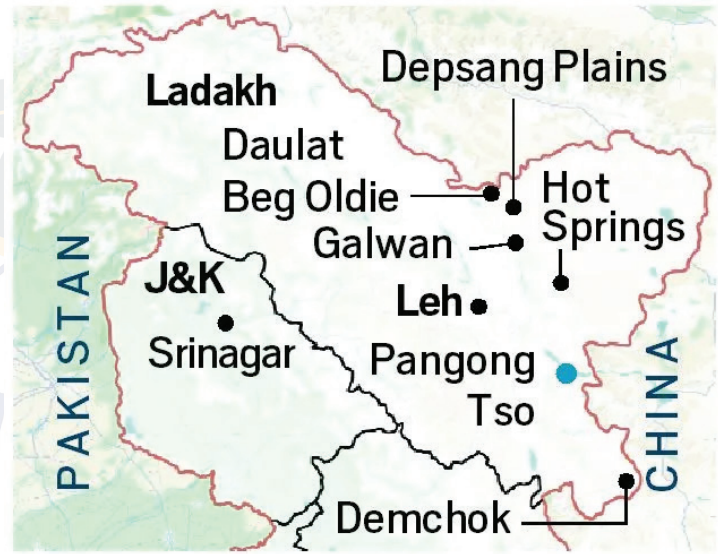 Depsang Plains
Ladakh
Daulat
Beg Oldie
Hot
Springs
Galwan
J&K
Leh
Srinagar
Pangong
Tso
PAKISTAN
CHINA
Demchok